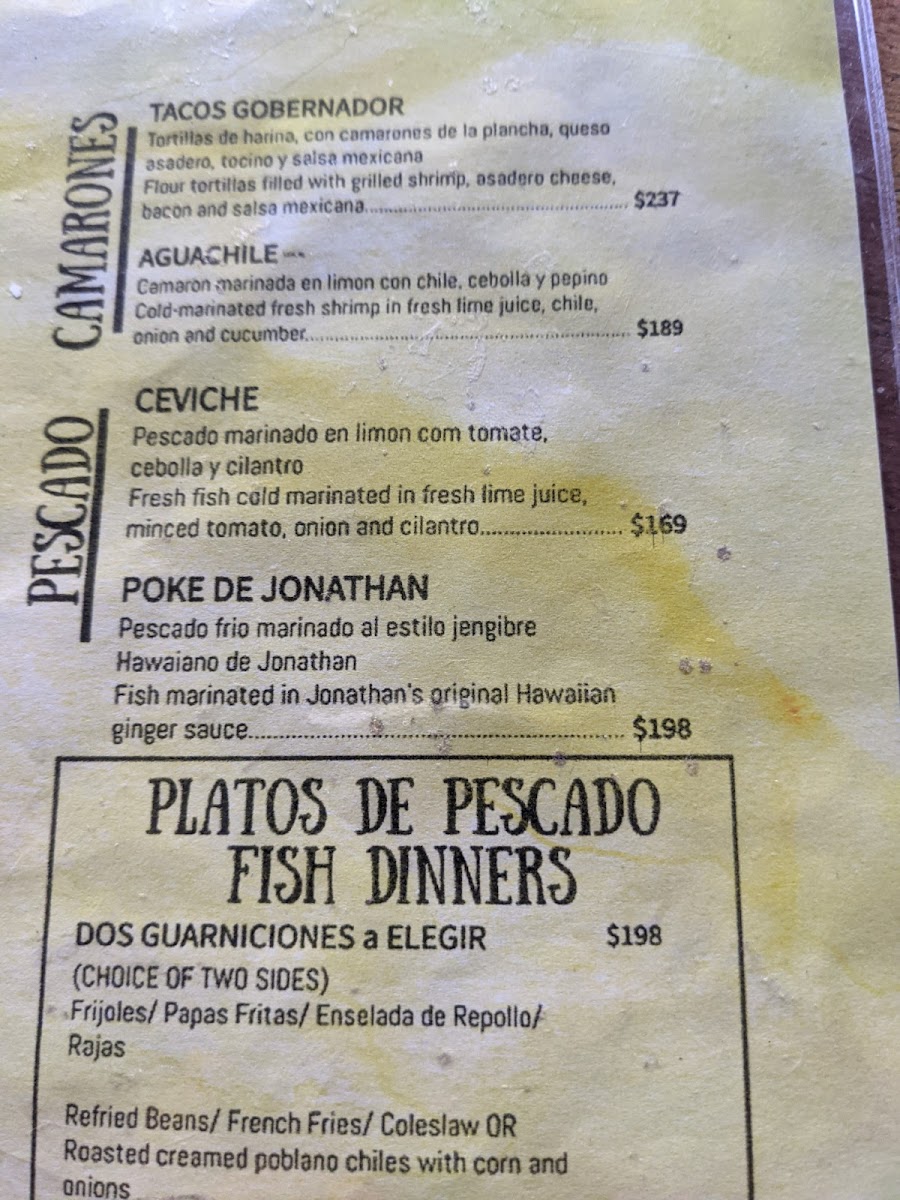 CAMARONES
TACOS GOBERNADOR
Tortillas de harina, con camarones de la plancha, queso
asadero, tocino y salsa mexicana
Flour tortillas filled with grilled shrimp, asadero cheese,
bacon and salsa mexicana.................................................. $237
AGUACHILE
Camaron marinada en limon con chile, cebolla y pepino
Cold-marinated fresh shrimp in fresh lime juice, chile,
onion and cucumber............................................................ $189
PESCADO
CEVICHE
Pescado marinado en limon com tomate,
cebolla y cilantro
Fresh fish cold marinated in fresh lime juice,
minced tomato, onion and cilantro........................ $169
POKE DE JONATHAN
Pescado frio marinado al estilo jengibre
Hawaiano de Jonathan
Fish marinated in Jonathan's original Hawaiian
ginger sauce............................................................ $198
PLATOS DE PESCADO
FISH DINNERS
DOS GUARNICIONES a ELEGIR $198
(CHOICE OF TWO SIDES)
Frijoles/ Papas Fritas/ Enselada de Repollo/
Rajas
Refried Beans/ French Fries/ Coleslaw OR
Roasted creamed poblano chiles with corn and
onions